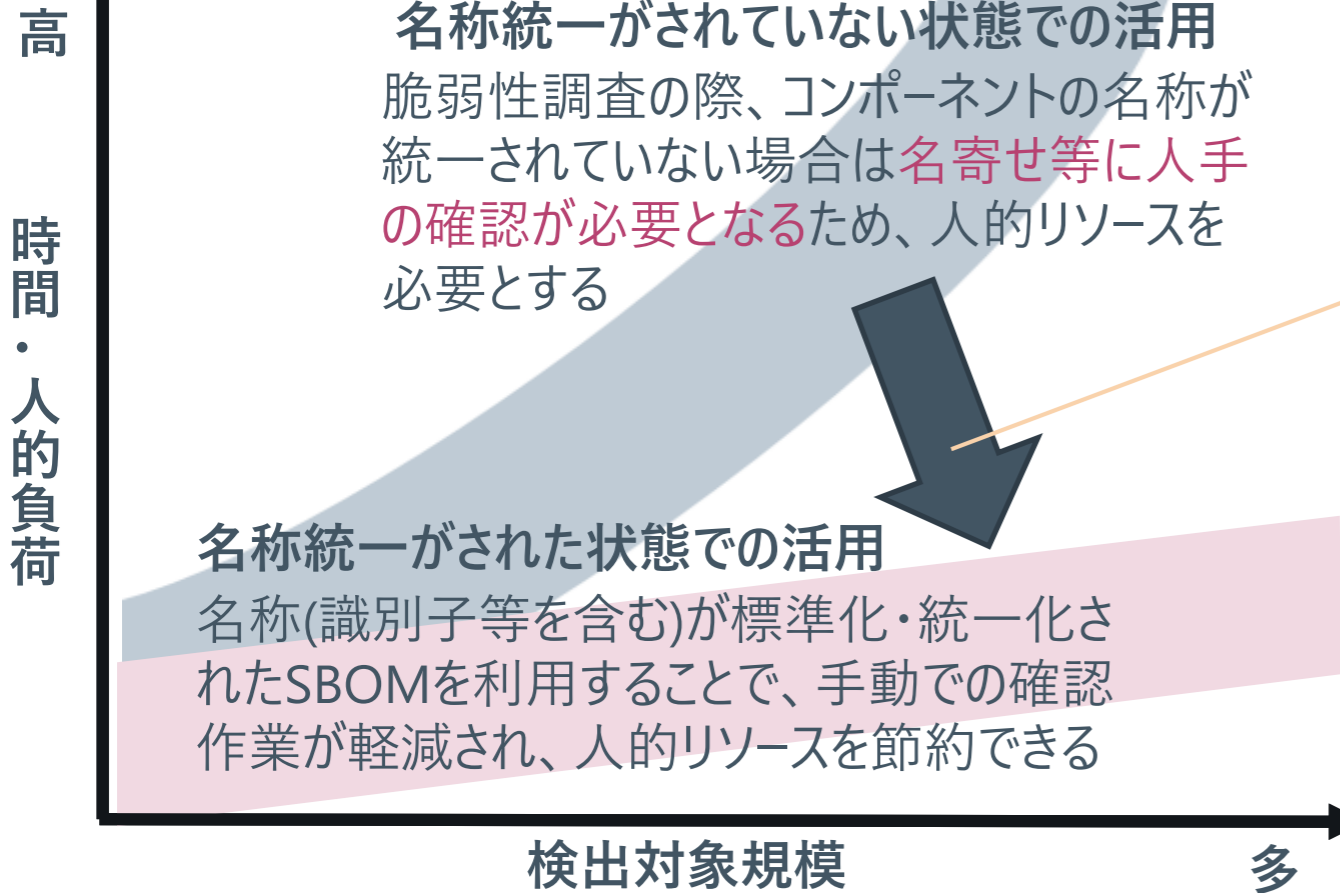 高
名称統一がされていない状態での活用
脆弱性調査の際、コンポーネントの名称が
統一されていない場合は名寄せ等に人手
の確認が必要となるため、人的リソースを
必要とする
時間・人的負荷
名称統一がされた状態での活用
名称(識別子等を含む)が標準化・統一化さ
れたSBOMを利用することで、手動での確認
作業が軽減され、人的リソースを節約できる
検出対象規模
多